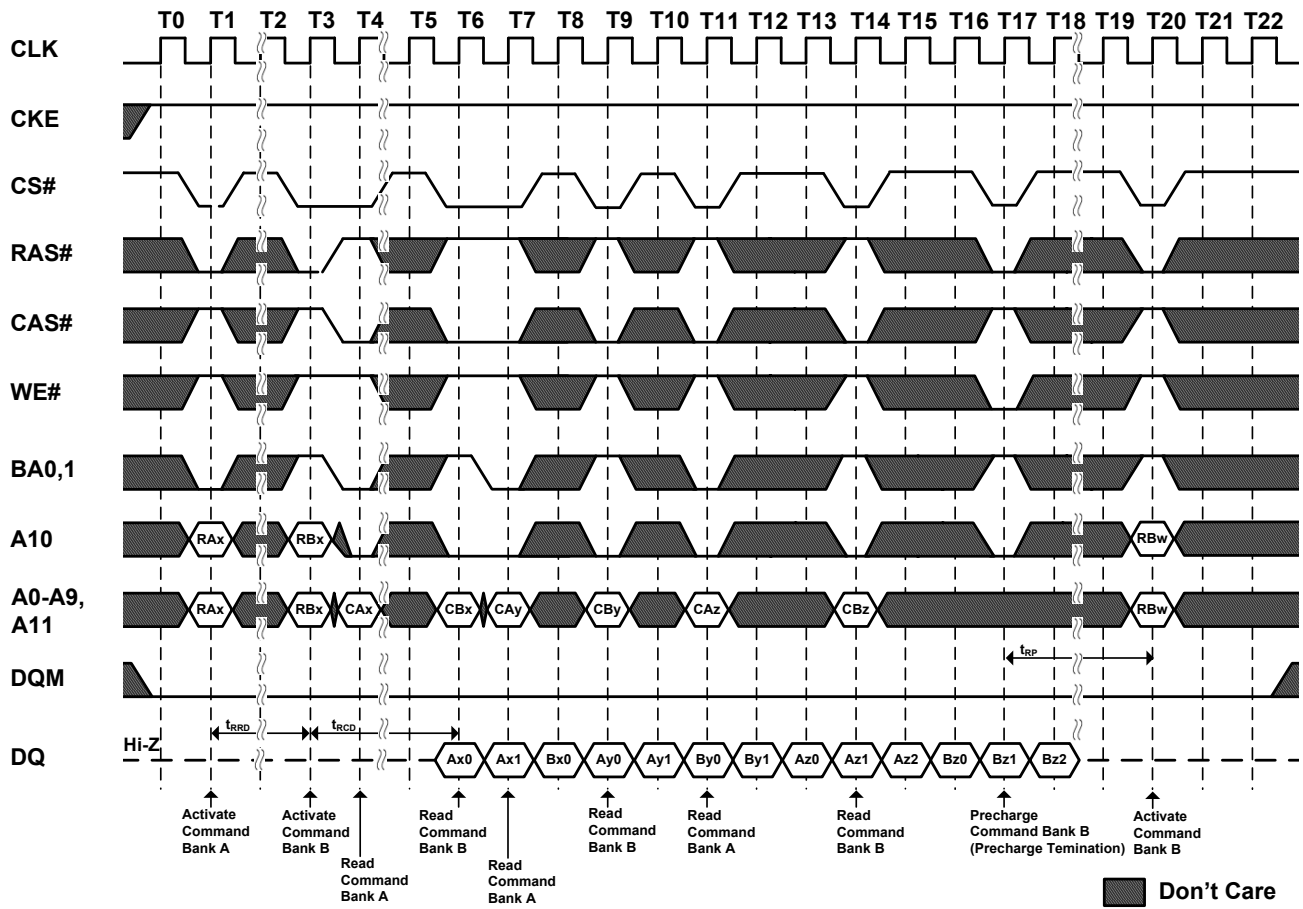 T0 T1 T2 T3 T4 T5 T6 T7 T8 T9 T10 T11 T12 T13 T14 T15 T16 T17 T18 T19 T20 T21 T22
CLK
CKE
CS#
RAS#
CAS#
WE#
BA0,1
A10 RAx RBx RBw
A0-A9,
A11
RAx RBx CAx CBx CAy CBy CAz CBz RBw
tRP
DQM
tRRD tRCD
Hi-Z
DQ Ax0 Ax1 Bx0 Ay0 Ay1 By0 By1 Az0 Az1 Az2 Bz0 Bz1 Bz2
Activate
Command
Bank A
Activate
Command
Bank B
Read
Command
Bank A
Read
Command
Bank B
Read
Command
Bank A
Read
Command
Bank B
Read
Command
Bank A
Read
Command
Bank B
Precharge
Command Bank B
(Precharge Temination)
Activate
Command
Bank B
Don't Care